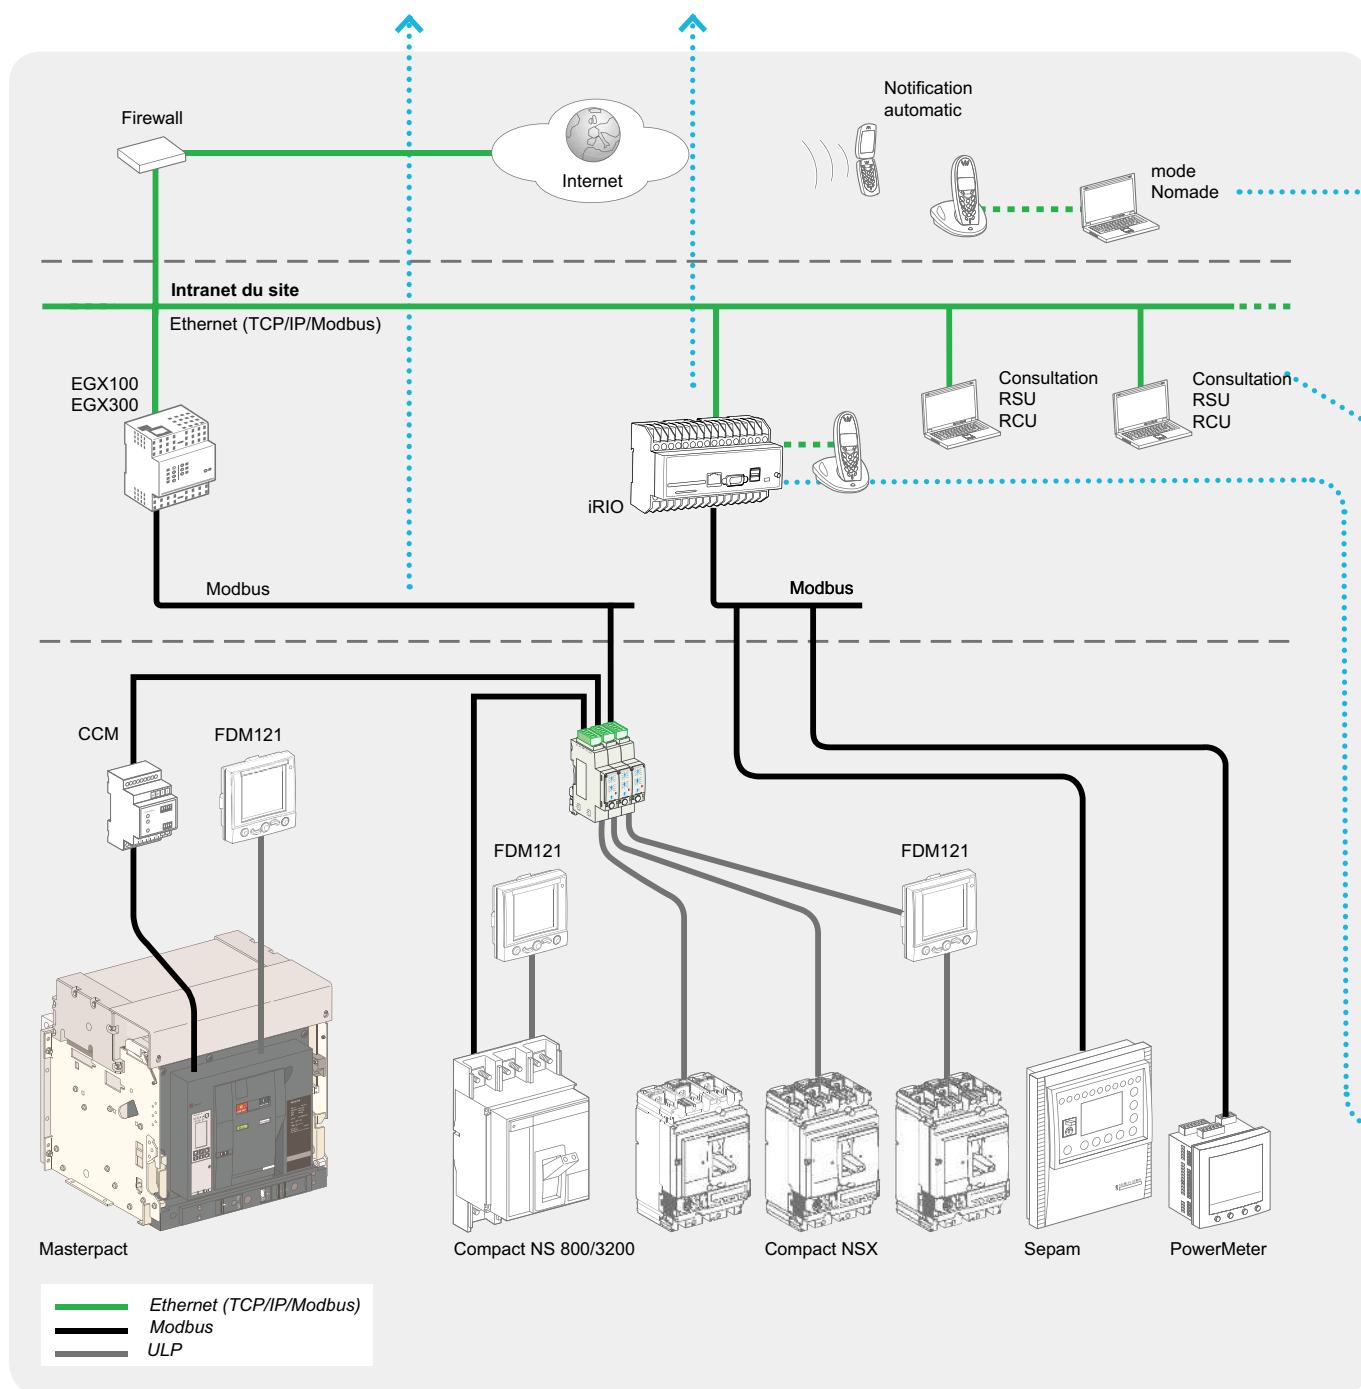 Notification
automatic
Firewall
mode
Nomade
Internet
Intranet du site
Ethernet (TCP/IP/Modbus)
EGX100
EGX300
Consultation
RSU
RCU
Consultation
RSU
RCU
iRIO
Modbus
Modbus
CCM
FDM121
FDM121
FDM121
Masterpact
Compact NS 800/3200
Compact NSX
Sepam
PowerMeter
Ethernet (TCP/IP/Modbus)
Modbus
ULP